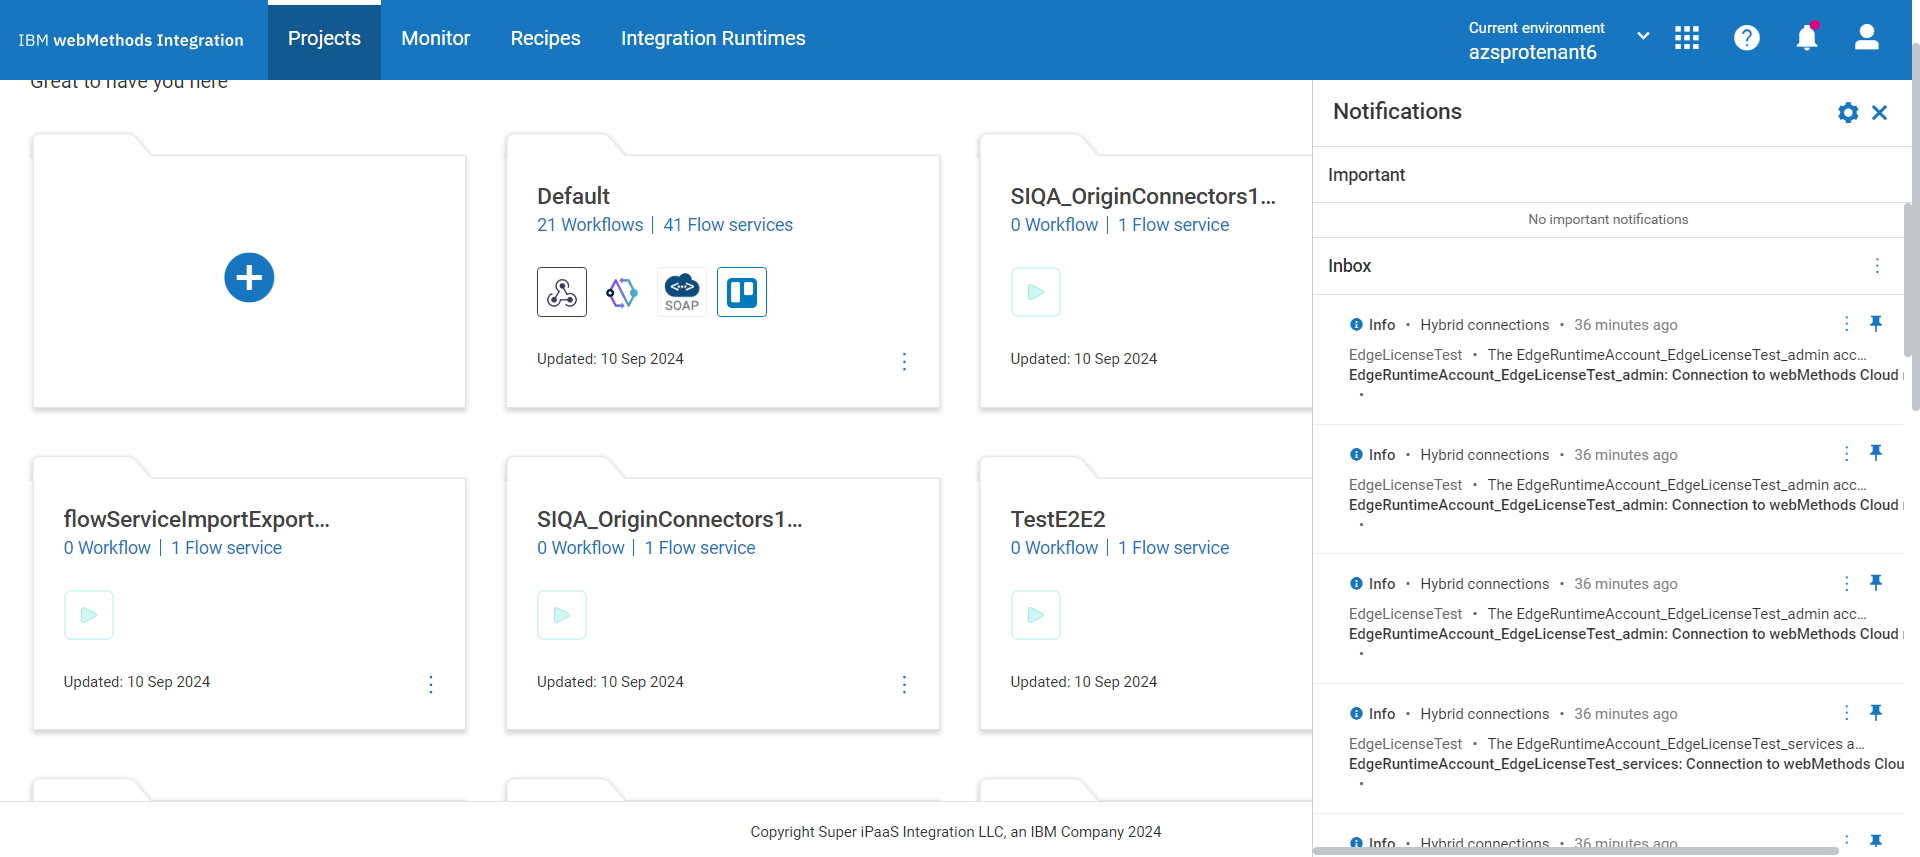 IBM webMethods Integration
Projects
Monitor
Recipes
Integration Runtimes
Current environment
azsprotenant6
Great to have you here
Default
21 Workflows | 41 Flow services
SOAP
Updated: 10 Sep 2024
SIQA_OriginConnectors1...
0 Workflow | 1 Flow service
Updated: 10 Sep 2024
flowServiceImportExport...
0 Workflow | 1 Flow service
Updated: 10 Sep 2024
SIQA_OriginConnectors1...
0 Workflow | 1 Flow service
Updated: 10 Sep 2024
TestE2E2
0 Workflow | 1 Flow service
Updated: 10 Sep 2024
Notifications
Important
No important notifications
Inbox
Info • Hybrid connections • 36 minutes ago
EdgeLicenseTest • The EdgeRuntimeAccount_EdgeLicenseTest_admin acc...
EdgeRuntimeAccount_EdgeLicenseTest_admin: Connection to webMethods Cloud
Info • Hybrid connections • 36 minutes ago
EdgeLicenseTest • The EdgeRuntimeAccount_EdgeLicenseTest_admin acc...
EdgeRuntimeAccount_EdgeLicenseTest_admin: Connection to webMethods Cloud
Info • Hybrid connections • 36 minutes ago
EdgeLicenseTest • The EdgeRuntimeAccount_EdgeLicenseTest_admin acc...
EdgeRuntimeAccount_EdgeLicenseTest_admin: Connection to webMethods Cloud
Info • Hybrid connections • 36 minutes ago
EdgeLicenseTest • The EdgeRuntimeAccount_EdgeLicenseTest_services a...
EdgeRuntimeAccount_EdgeLicenseTest_services: Connection to webMethods Clou
Info • Hybrid connections • 36 minutes ago
Copyright Super iPaaS Integration LLC, an IBM Company 2024